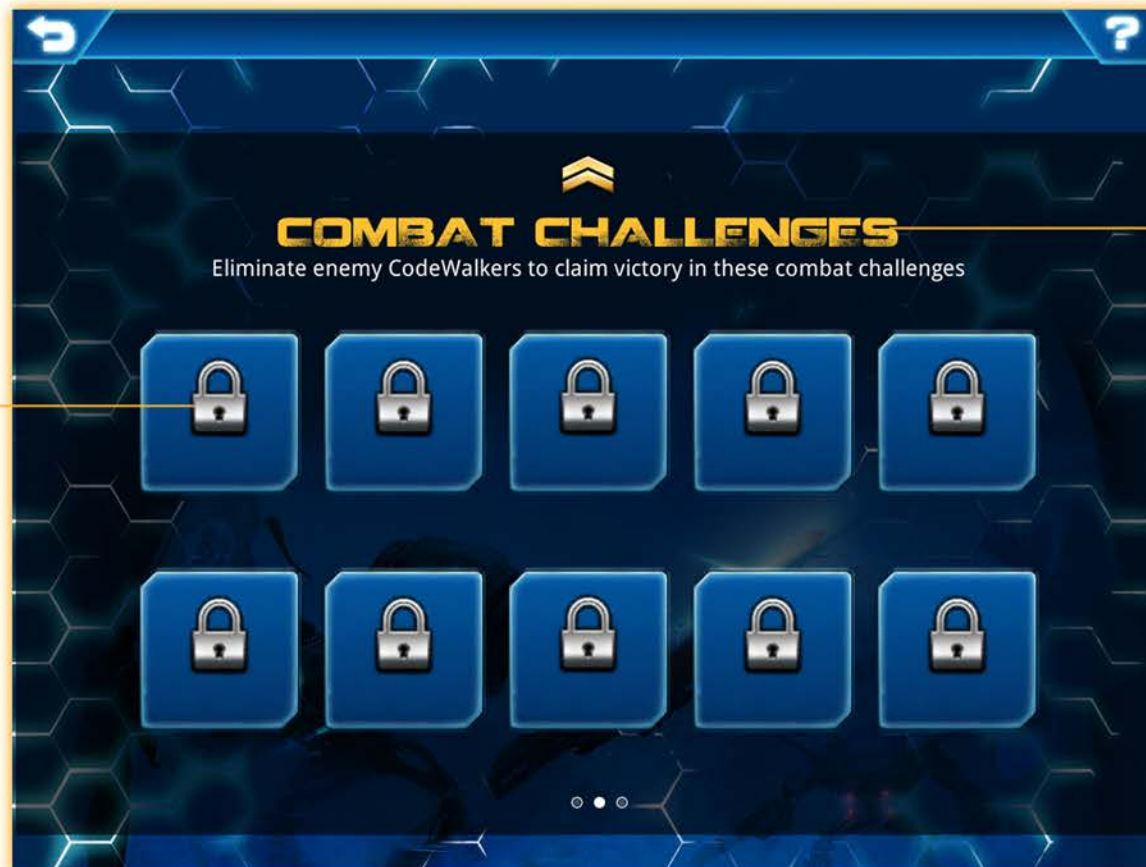 ?
COMBAT CHALLENGES
Eliminate enemy CodeWalkers to claim victory in these combat challenges